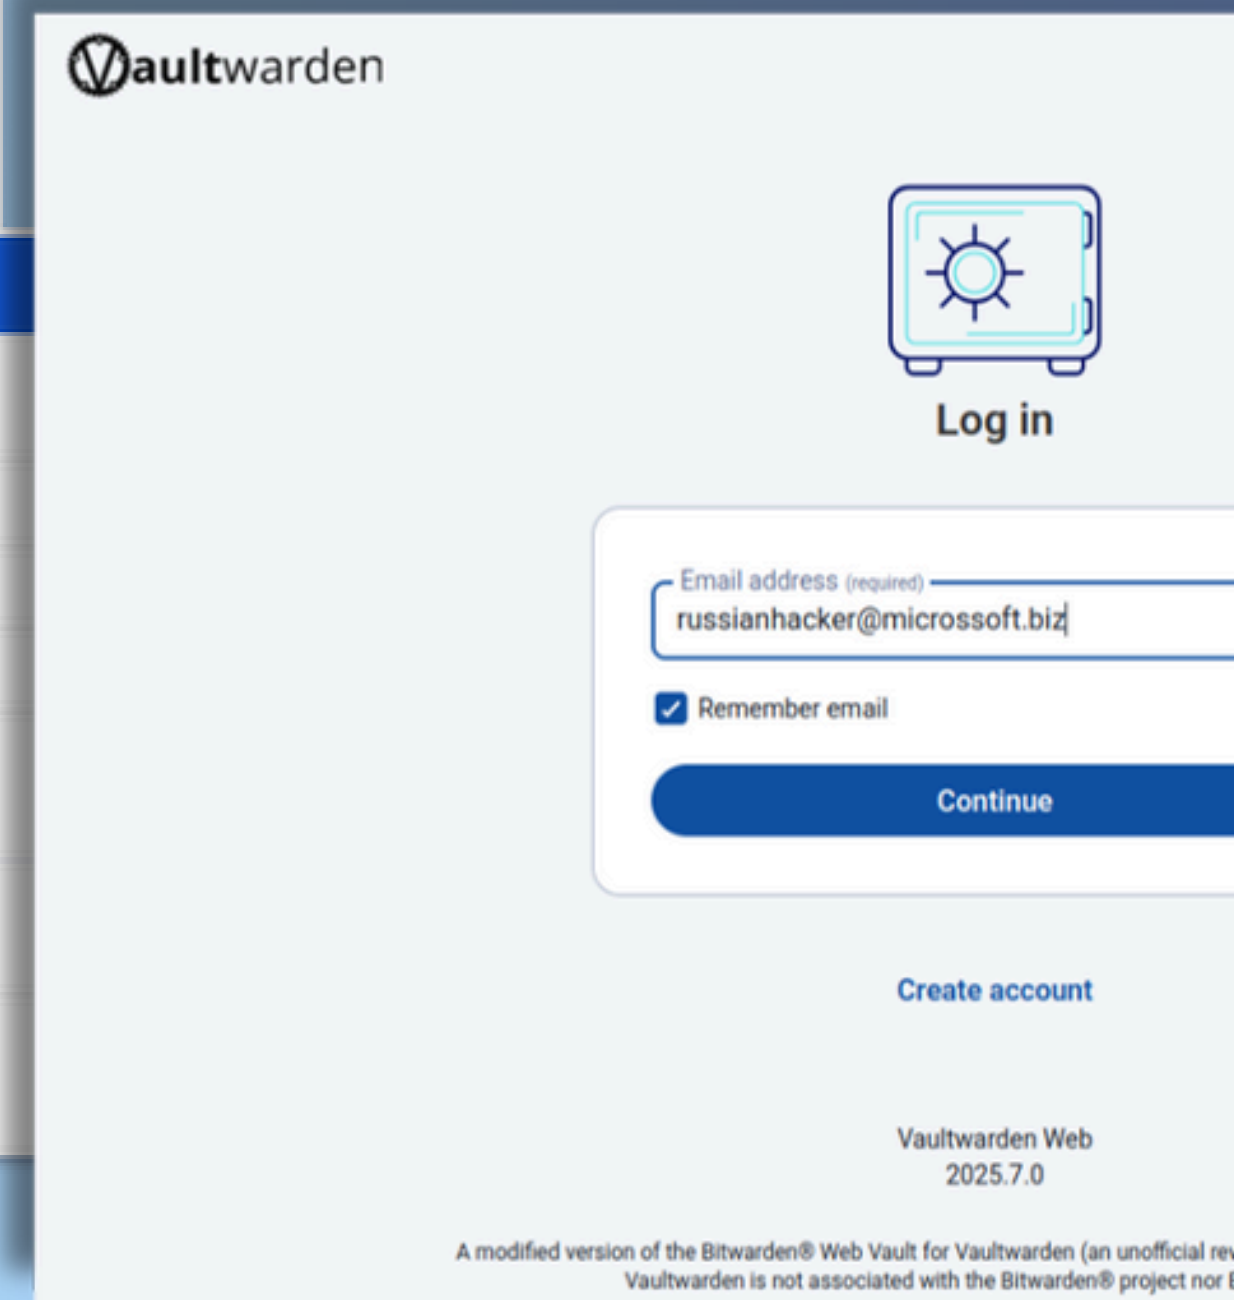 Vaultwarden
Log in
Email address (required)
russianhacker@microssoft.biz
Remember email
Continue
Create account
Vaultwarden Web
2025.7.0
A modified version of the Bitwarden® Web Vault for Vaultwarden (an unofficial
Vaultwarden is not associated with the Bitwarden® project nor